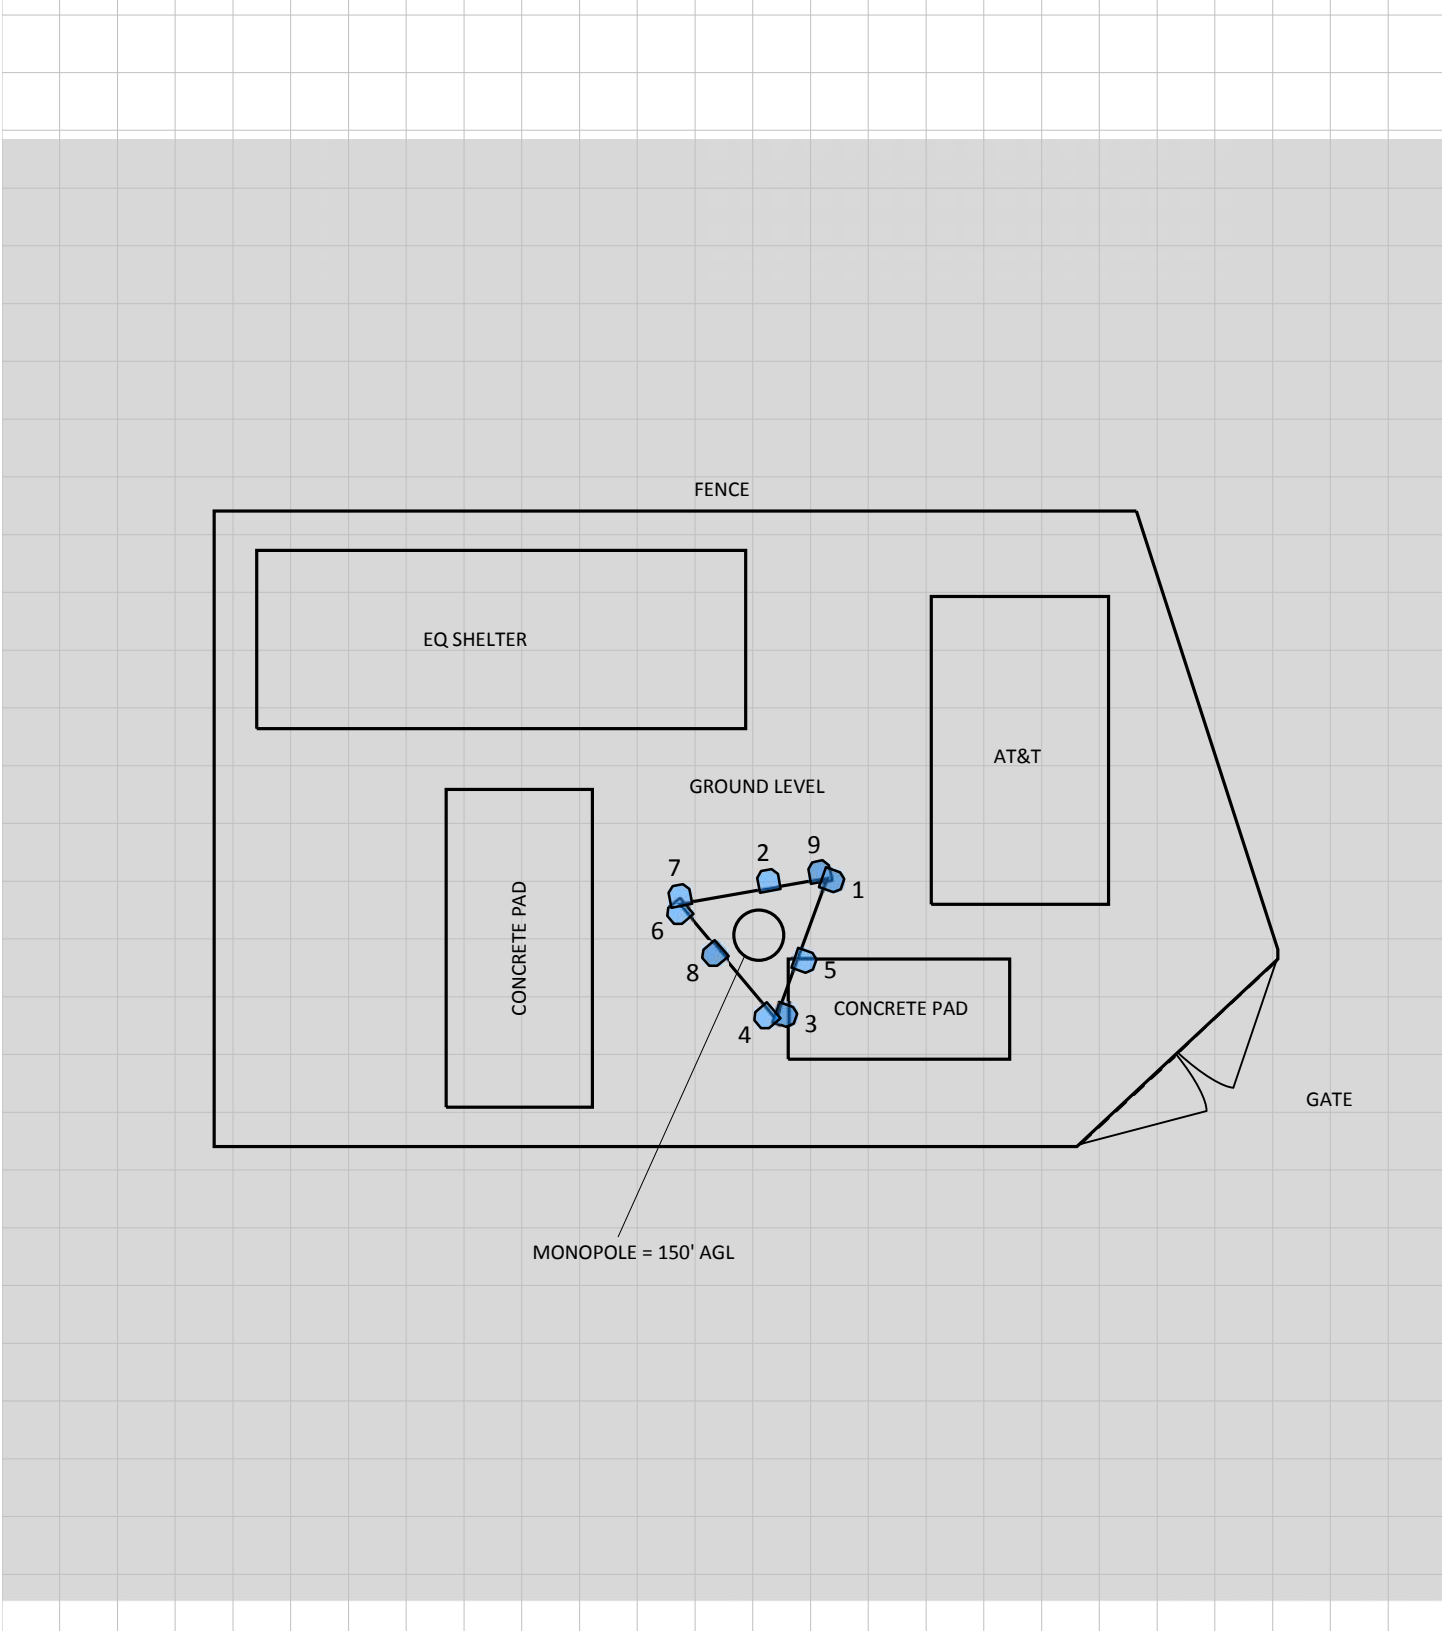 FENCE
EQ SHELTER
AT&T
GROUND LEVEL
9
2
7
1
6
8
5
CONCRETE PAD
CONCRETE PAD
3
4
GATE
MONOPOLE = 150' AGL